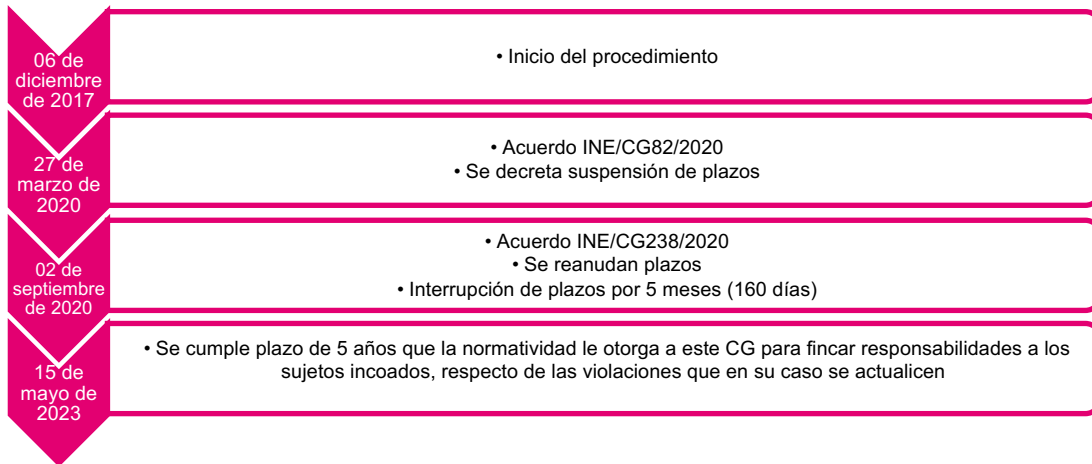 06 de
diciembre
de 2017
• Inicio del procedimiento
27 de
marzo de
2020
• Acuerdo INE/CG82/2020
• Se decreta suspensión de plazos
02 de
septiembre
de 2020
• Acuerdo INE/CG238/2020
• Se reanudan plazos
• Interrupción de plazos por 5 meses (160 días)
15 de
mayo de
2023
• Se cumple plazo de 5 años que la normatividad le otorga a este CG para fincar responsabilidades a los
sujetos incoados, respecto de las violaciones que en su caso se actualicen